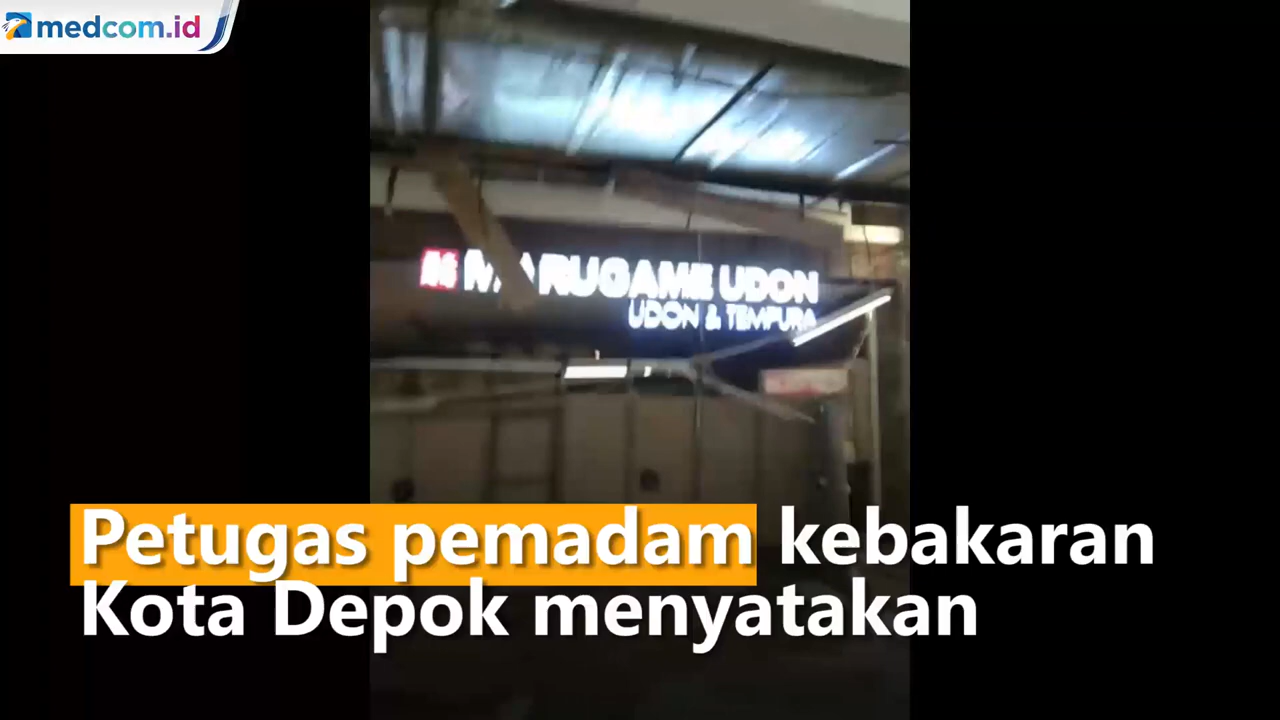 medcom.id
MARUGAME UDON
UDON & TEMPURA
Petugas pemadam kebakaran
Kota Depok menyatakan